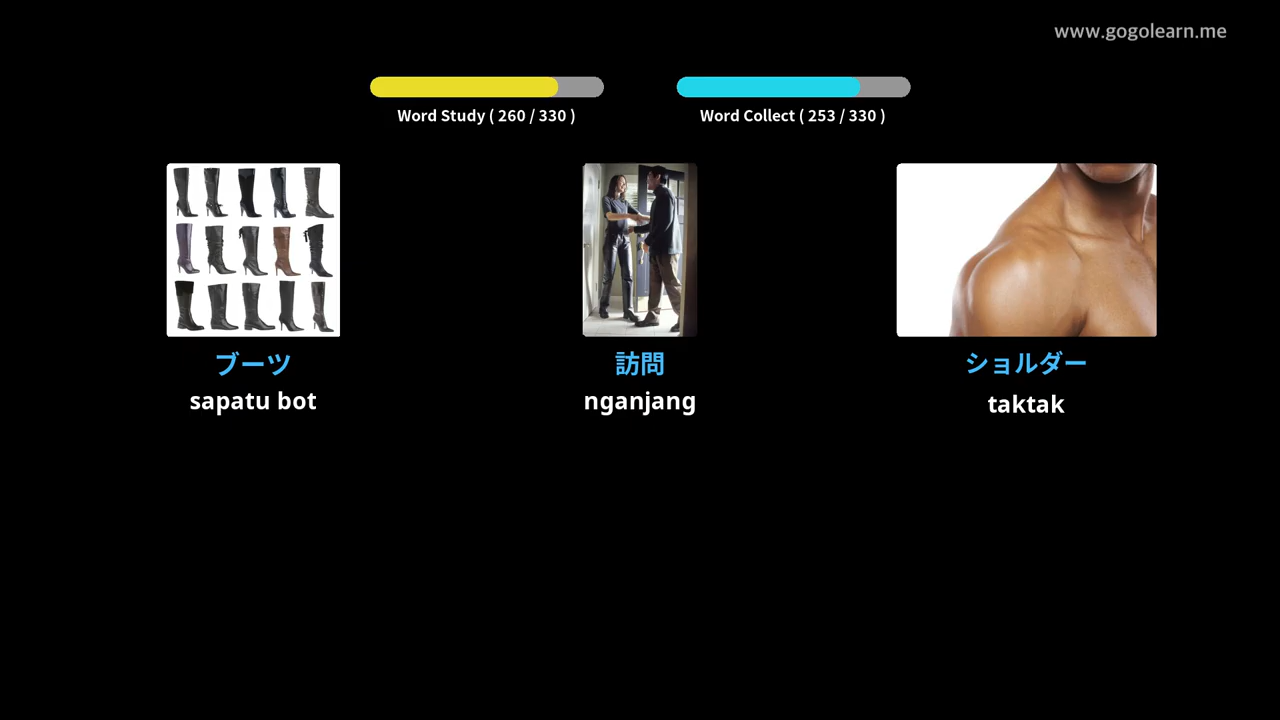 www.gogolearn.me
Word Study ( 260 / 330 )
Word Collect ( 253 / 330 )
ブーツ
訪問
ショルダー
sapatu bot
nganjang
taktak